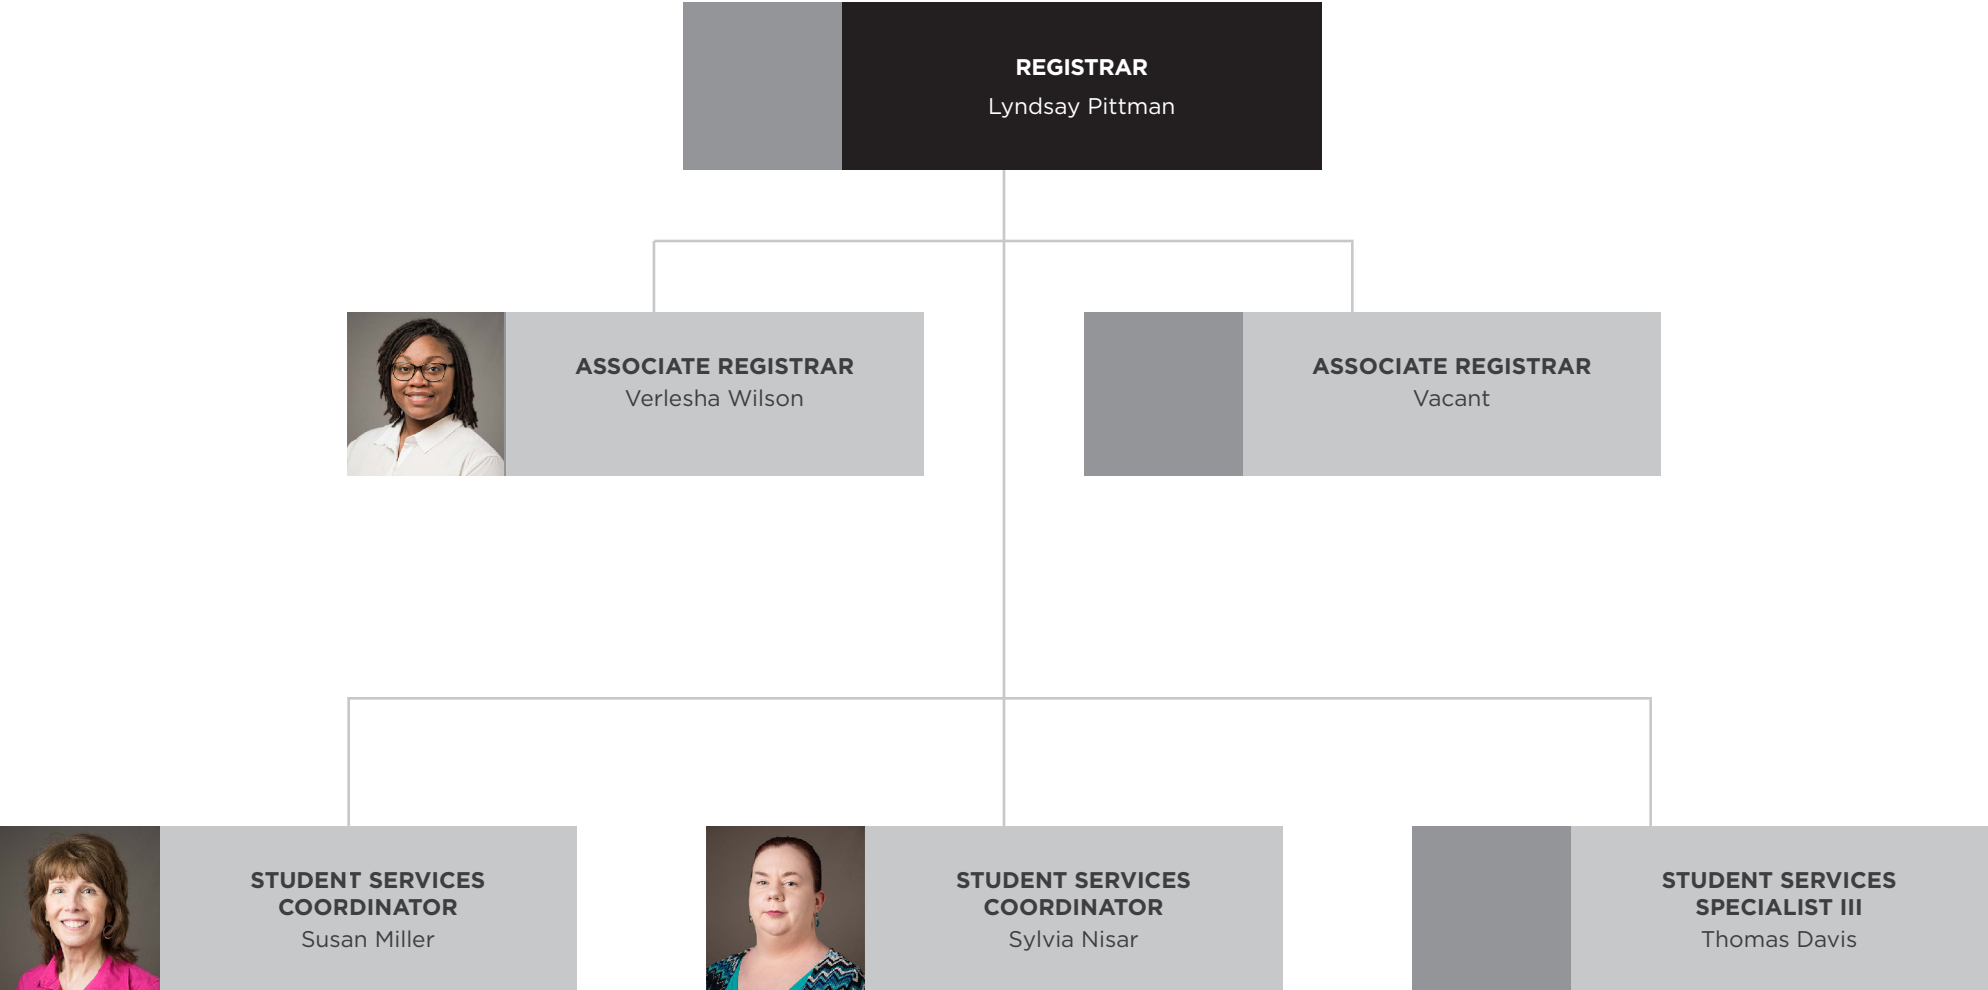 REGISTRAR
Lyndsay Pittman
ASSOCIATE REGISTRAR
Verlesha Wilson
ASSOCIATE REGISTRAR
Vacant
STUDENT SERVICES
COORDINATOR
Susan Miller
STUDENT SERVICES
COORDINATOR
Sylvia Nisar
STUDENT SERVICES
SPECIALIST III
Thomas Davis